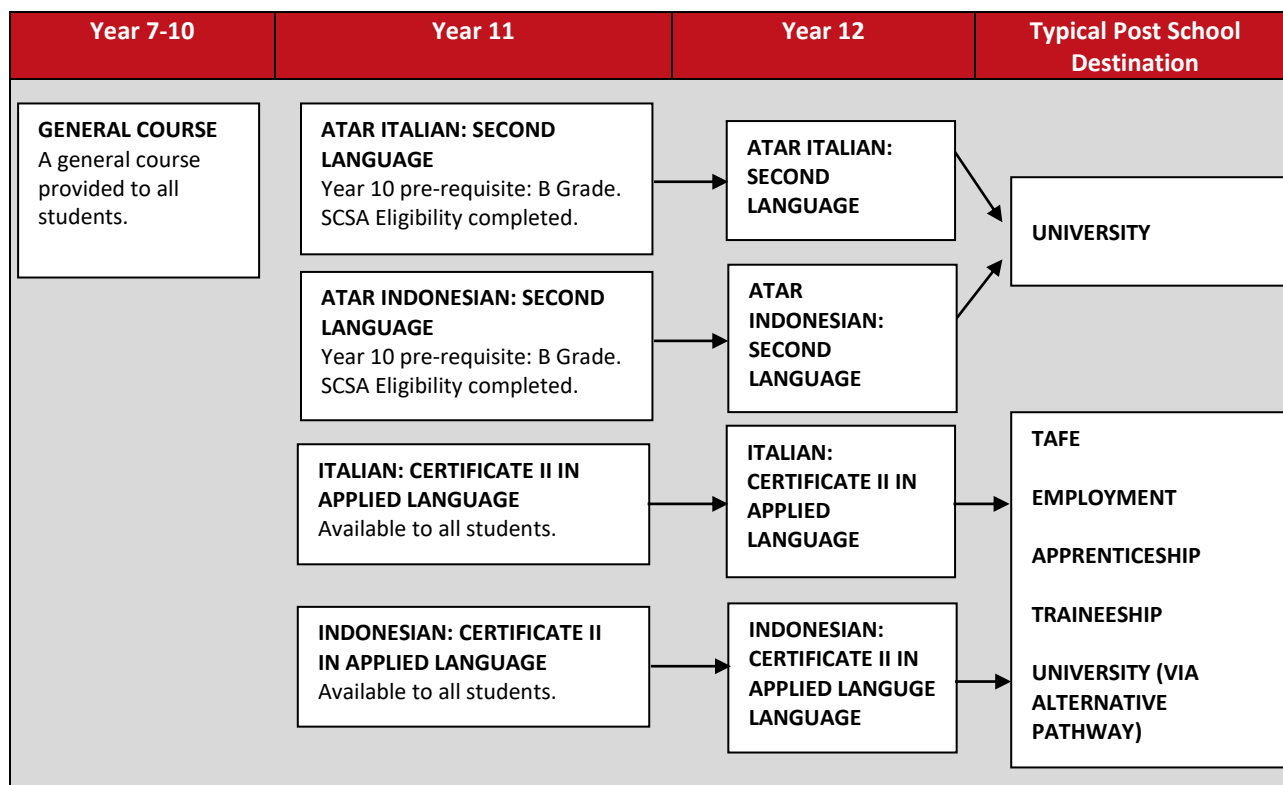 Year 7-10
Year 11
Year 12
Typical Post School
Destination
GENERAL COURSE
A general course
provided to all
students.
ATAR ITALIAN: SECOND
LANGUAGE
Year 10 pre-requisite: B Grade.
SCSA Eligibility completed.
ATAR ITALIAN:
SECOND
LANGUAGE
UNIVERSITY
ATAR INDONESIAN: SECOND
LANGUAGE
Year 10 pre-requisite: B Grade.
SCSA Eligibility completed.
ATAR
INDONESIAN:
SECOND
LANGUAGE
ITALIAN: CERTIFICATE II IN
APPLIED LANGUAGE
Available to all students.
ITALIAN:
CERTIFICATE II IN
APPLIED
LANGUAGE
INDONESIAN: CERTIFICATE II
IN APPLIED LANGUAGE
Available to all students.
INDONESIAN:
CERTIFICATE II IN
APPLIED LANGUGE
LANGUAGE
TAFE
EMPLOYMENT
APPRENTICESHIP
TRAINEESHIP
UNIVERSITY (VIA
ALTERNATIVE
PATHWAY)